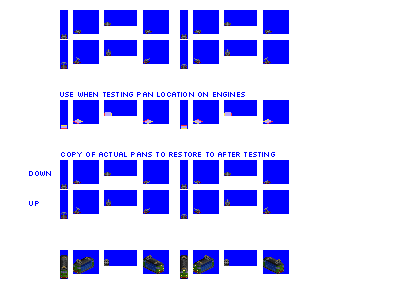 USE WHEN TESTING PAN LOCATION ON ENGINES
COPY OF ACTUAL PANS TO RESTORE TO AFTER TESTING
DOWN
UP